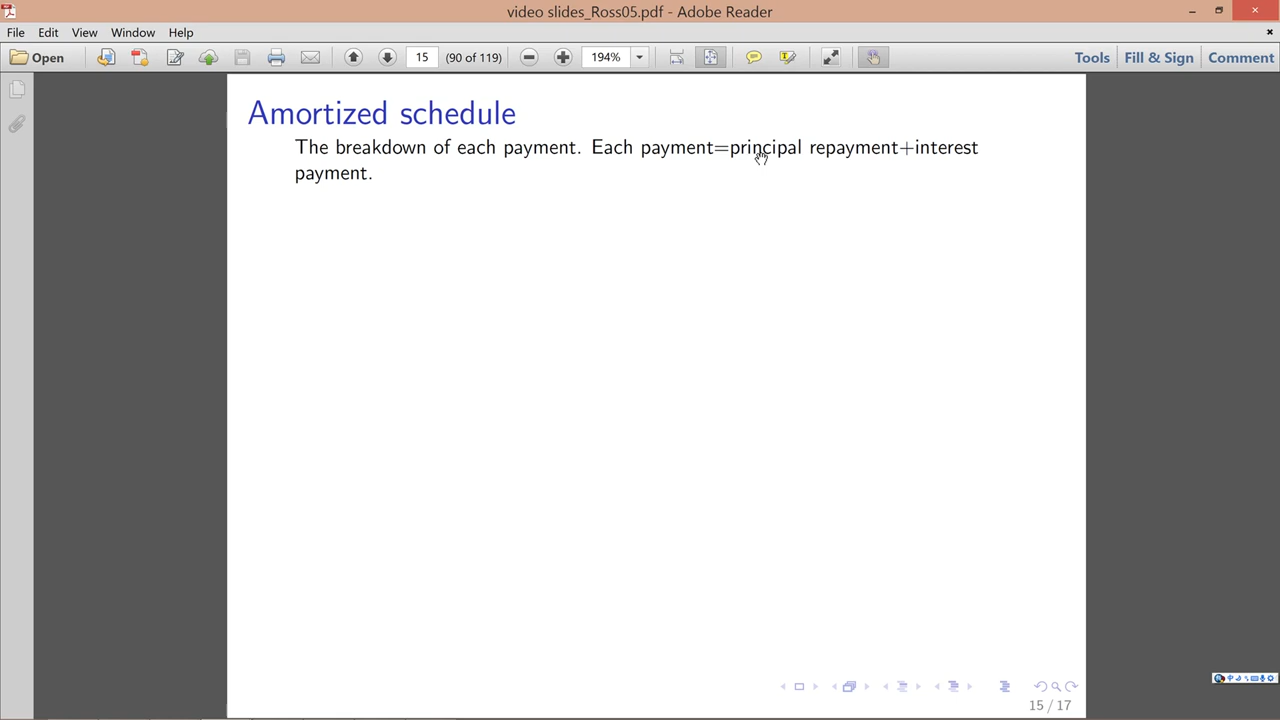 video slides_Ross05.pdf - Adobe Reader
File Edit View Window Help
Open 15 (90 of 119) 194% Tools Fill & Sign Comment
Amortized schedule
The breakdown of each payment. Each payment=principal repayment+interest
payment.
15 / 17